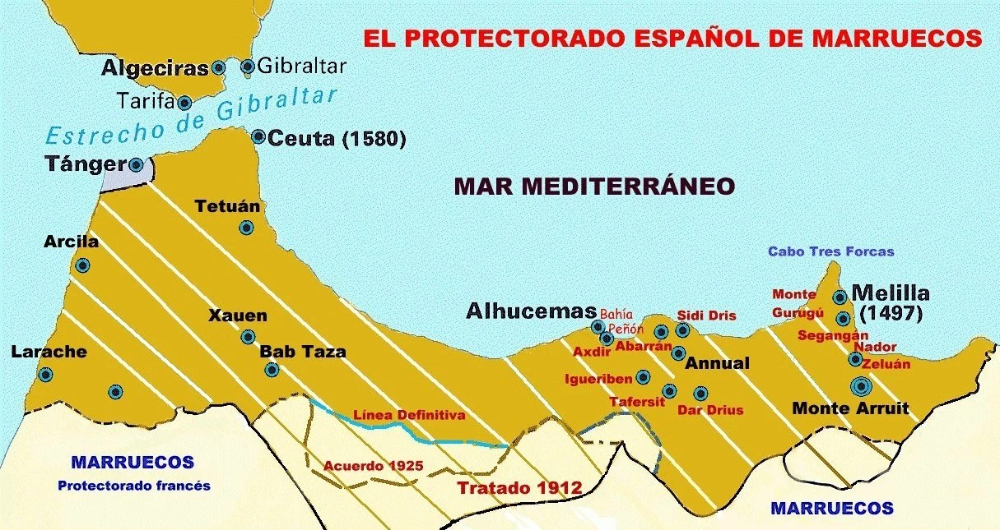 EL PROTECTORADO ESPAÑOL DE MARRUECOS
Algeciras
Gibraltar
Tarifa
Estrecho de Gibraltar
Ceuta (1580)
Tánger
MAR MEDITERRÁNEO
Tetuán
Arcila
Cabo Tres Forcas
Xauen
Alhucemas
Bahía
Peñón
Sidi Dris
Monte
Gurugú
Melilla
(1497)
Larache
Bab Taza
Axdir
Abarrán
Annual
Segangán
Nador
Zeluán
Igueriben
Tafersit
Dar Drius
Monte Arruit
Línea Definitiva
MARRUECOS
Protectorado francés
Acuerdo 1925
Tratado 1912
MARRUECOS